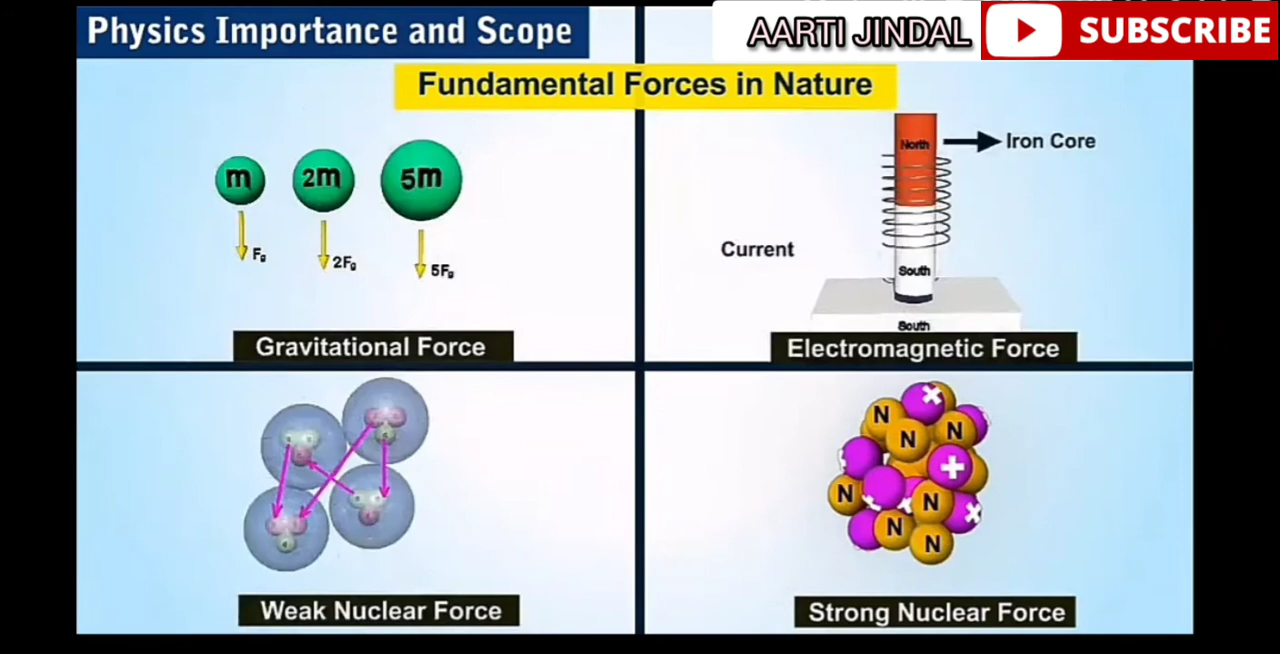 Physics Importance and Scope
AARTI JINDAL
SUBSCRIBE
Fundamental Forces in Nature
m
2m
5m
Fg
2Fg
5Fg
Gravitational Force
North
Iron Core
Current
South
South
Electromagnetic Force
Weak Nuclear Force
N
N
N
N
N
N
N
Strong Nuclear Force